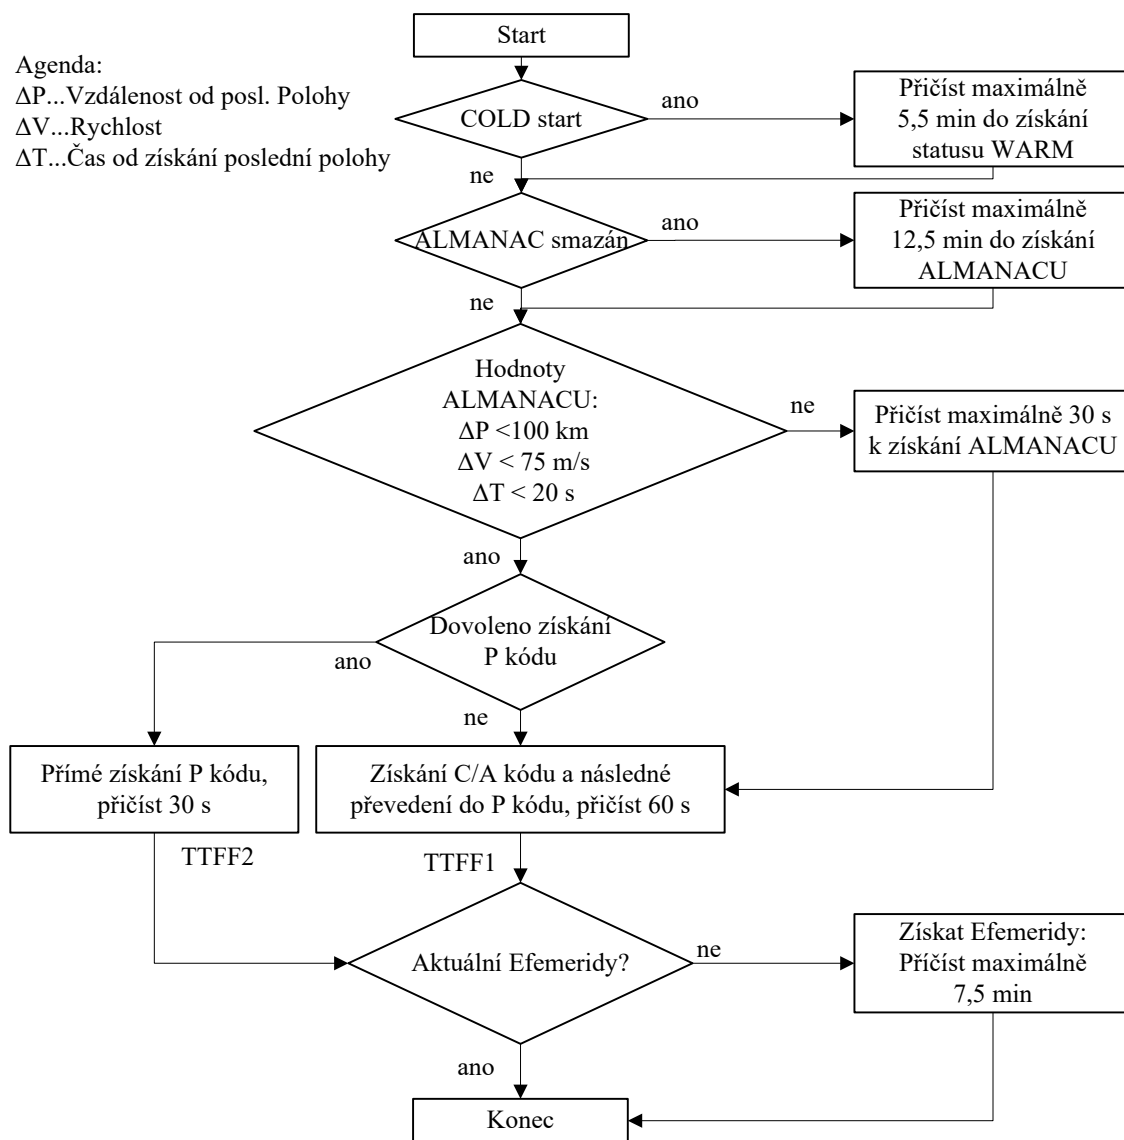 Start
Agenda:
ΔP...Vzdálenost od posl. Polohy
ΔV...Rychlost
ΔT...Čas od získání poslední polohy
COLD start
ano
Přičíst maximálně
5,5 min do získání
statusu WARM
ne
ALMANAC smazán
ano
Přičíst maximálně
12,5 min do získání
ALMANACU
ne
Hodnoty
ALMANACU:
ΔP <100 km
ΔV < 75 m/s
ΔT < 20 s
ne
Přičíst maximálně 30 s
k získání ALMANACU
ano
Dovoleno získání
P kódu
ano
ne
Přímé získání P kódu,
přičíst 30 s
Získání C/A kódu a následné
převedení do P kódu, přičíst 60 s
TTFF2
TTFF1
Aktuální Efemeridy?
ne
Získat Efemeridy:
Příčíst maximálně
7,5 min
ano
Konec